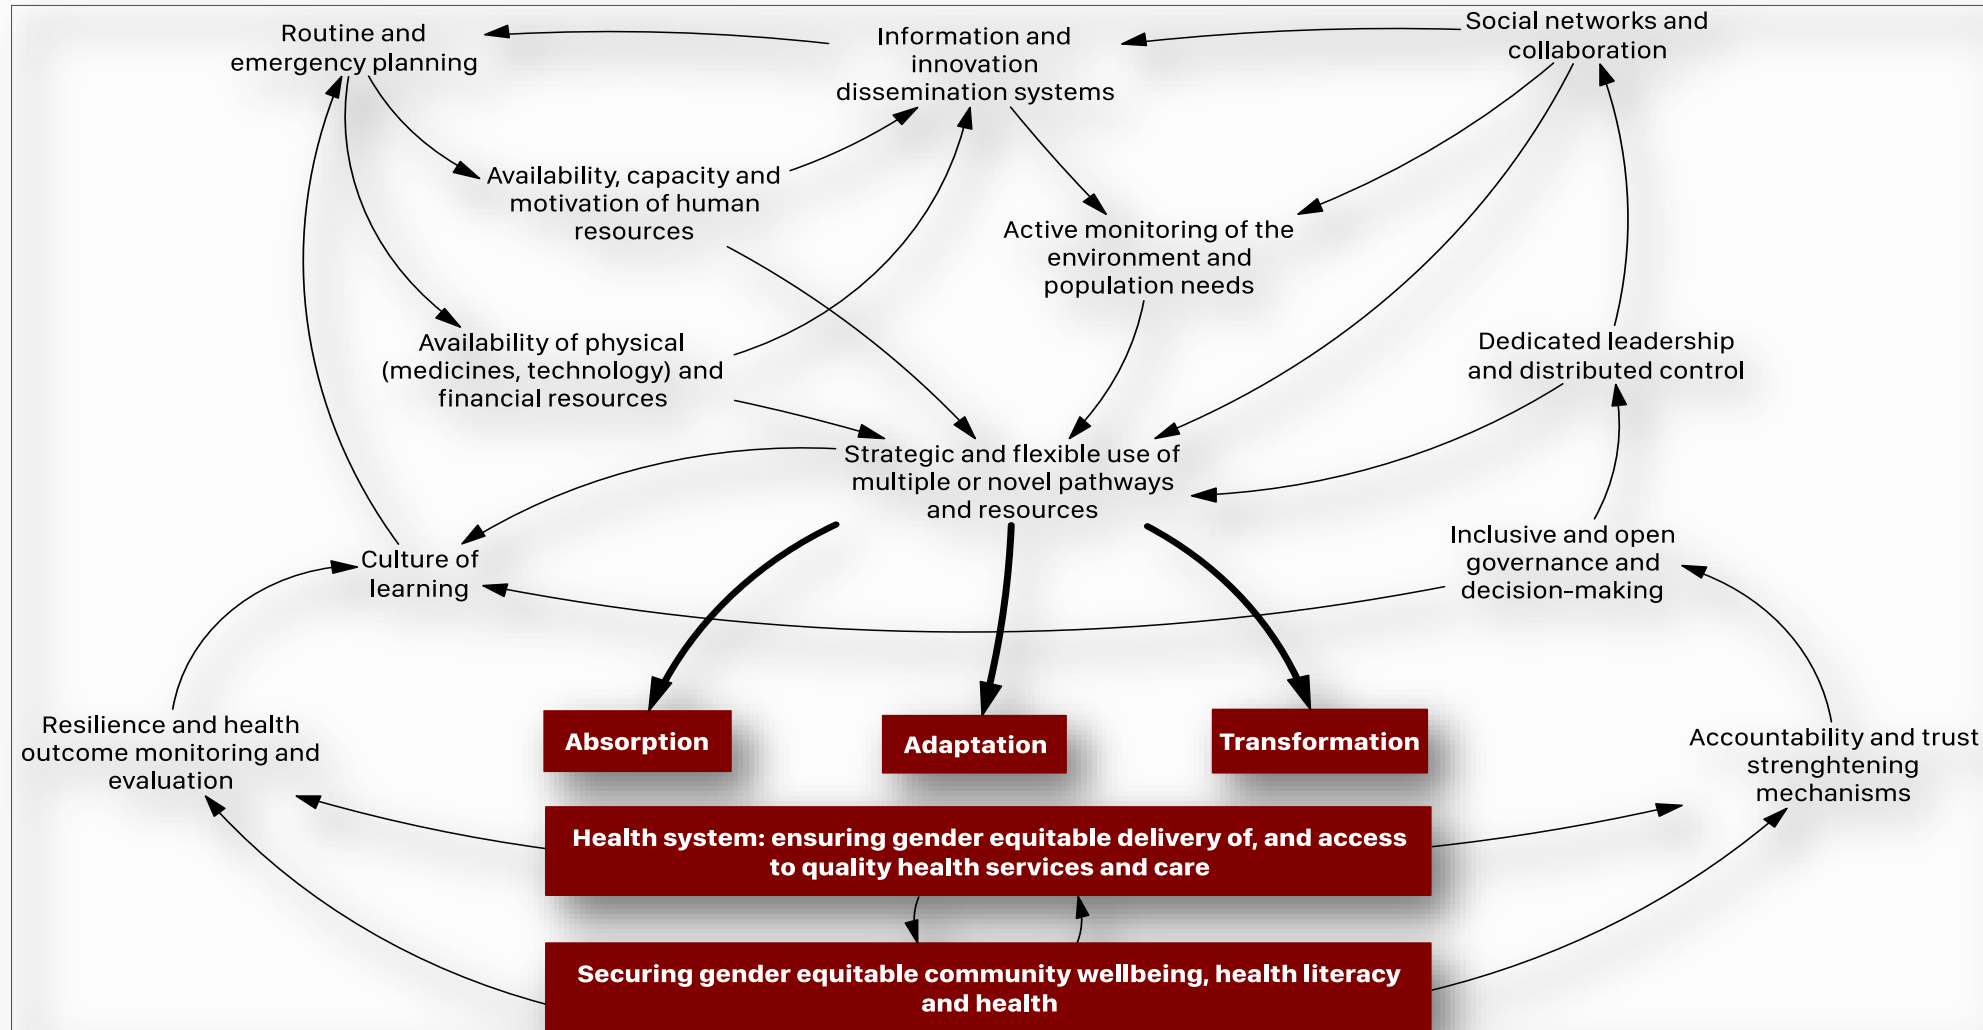 Routine and
emergency planning
Information and
innovation
dissemination systems
Social networks and
collaboration
Availability, capacity and
motivation of human
resources
Active monitoring of the
environment and
population needs
Availability of physical
(medicines, technology) and
financial resources
Dedicated leadership
and distributed control
Strategic and flexible use of
multiple or novel pathways
and resources
Culture of
learning
Inclusive and open
governance and
decision-making
Resilience and health
outcome monitoring and
evaluation
Absorption
Adaptation
Transformation
Accountability and trust
strenghtening
mechanisms
Health system: ensuring gender equitable delivery of, and access
to quality health services and care
Securing gender equitable community wellbeing, health literacy
and health